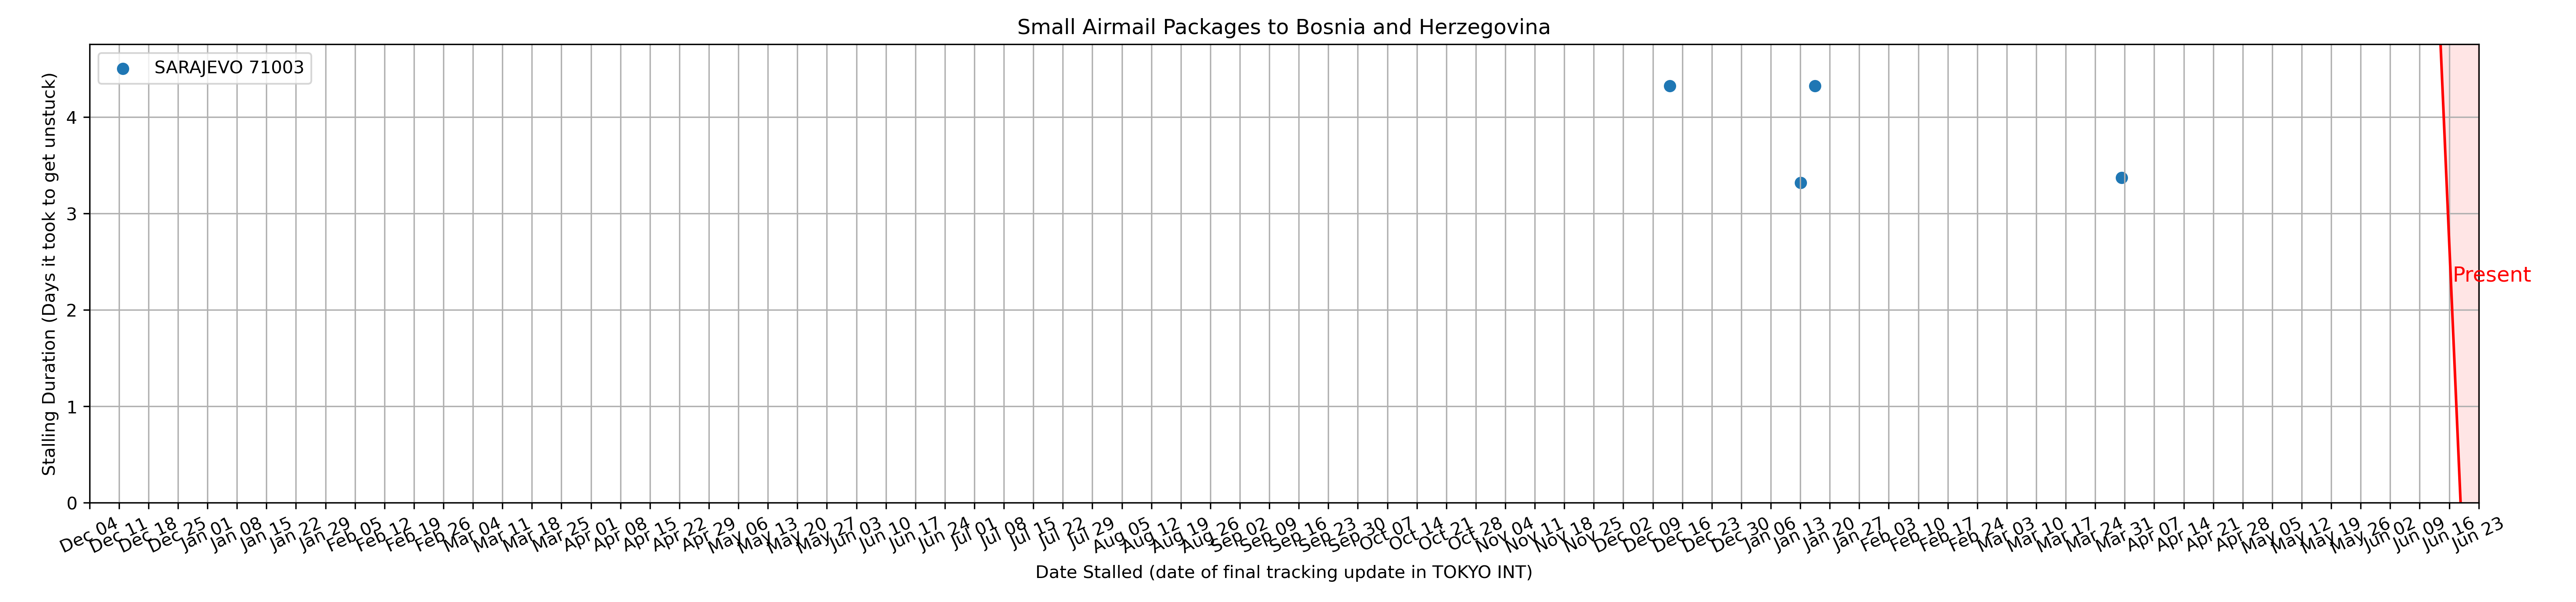 Small Airmail Packages to Bosnia and Herzegovina
SARAJEVO 71003
Stalling Duration (Days it took to get unstuck)
4
3
2
1
0
Present
Dec 04 Dec 11 Dec 18 Dec 25 Jan 01 Jan 08 Jan 15 Jan 22 Jan 29 Feb 05 Feb 12 Feb 19 Feb 26 Mar 04 Mar 11 Mar 18 Mar 25 Apr 01 Apr 08 Apr 15 Apr 22 Apr 29 May 06 May 13 May 20 May 27 Jun 03 Jun 10 Jun 17 Jun 24 Jul 01 Jul 08 Jul 15 Jul 22 Jul 29 Aug 05 Aug 12 Aug 19 Aug 26 Sep 02 Sep 09 Sep 16 Sep 23 Sep 30 Oct 07 Oct 14 Oct 21 Oct 28 Nov 04 Nov 11 Nov 18 Nov 25 Dec 02 Dec 09 Dec 16 Dec 23 Dec 30 Jan 06 Jan 13 Jan 20 Jan 27 Feb 03 Feb 10 Feb 17 Feb 24 Mar 03 Mar 10 Mar 17 Mar 24 Mar 31 Apr 07 Apr 14 Apr 21 Apr 28 May 05 May 12 May 19 May 26 Jun 02 Jun 09 Jun 16 Jun 23
Date Stalled (date of final tracking update in TOKYO INT)